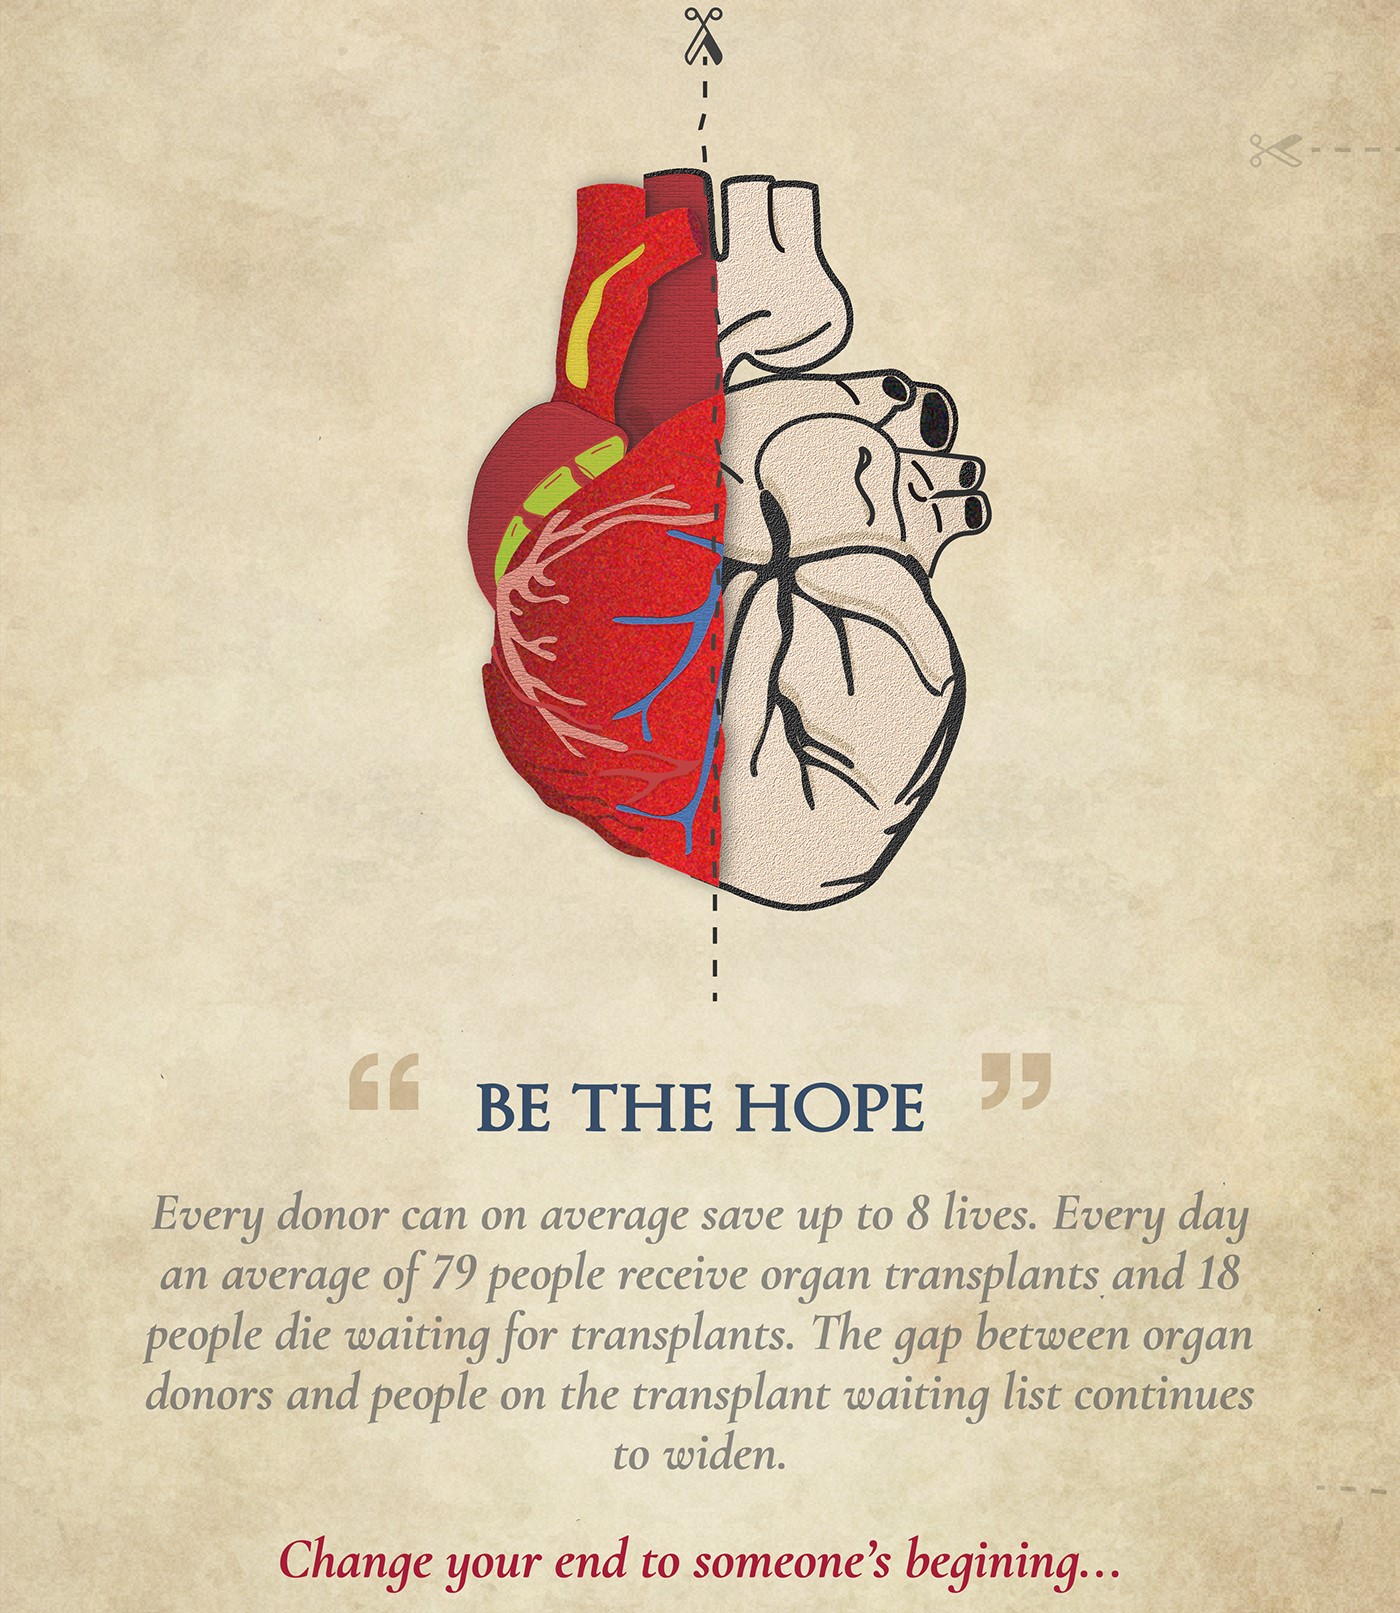 “ BE THE HOPE ”
Every donor can on average save up to 8 lives. Every day
an average of 79 people receive organ transplants and 18
people die waiting for transplants. The gap between organ
donors and people on the transplant waiting list continues
to widen.
Change your end to someone’s begining...